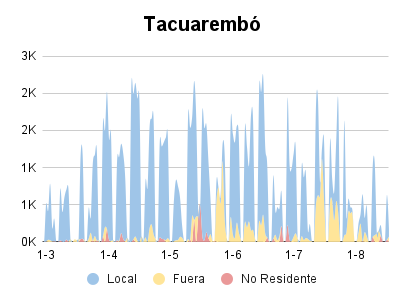 Tacuarembó
3K
2K
2K
1K
1K
0K
1-3 1-4 1-5 1-6 1-7 1-8
Local Fuera No Residente